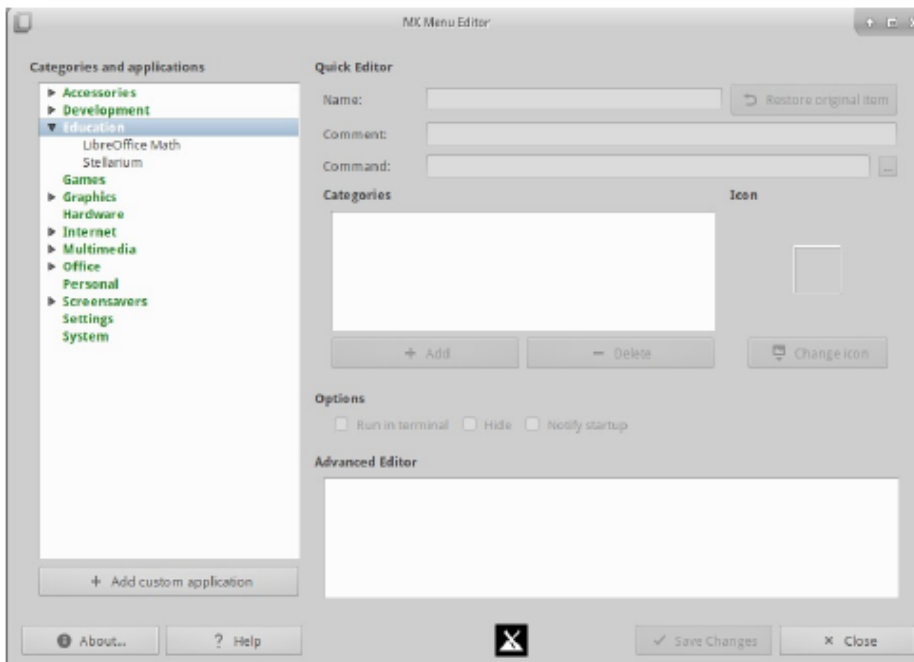 MX Menu Editor
Categories and applications
Accessories
Development
Education
LibreOffice Math
Stellarium
Games
Graphics
Hardware
Internet
Multimedia
Office
Personal
Screensavers
Settings
System
+ Add custom application
Quick Editor
Name:
Restore original item
Comment:
Command:
...
Categories
Icon
+ Add
− Delete
Change icon
Options
Run in terminal
Hide
Notify startup
Advanced Editor
About...
? Help
Save Changes
× Close